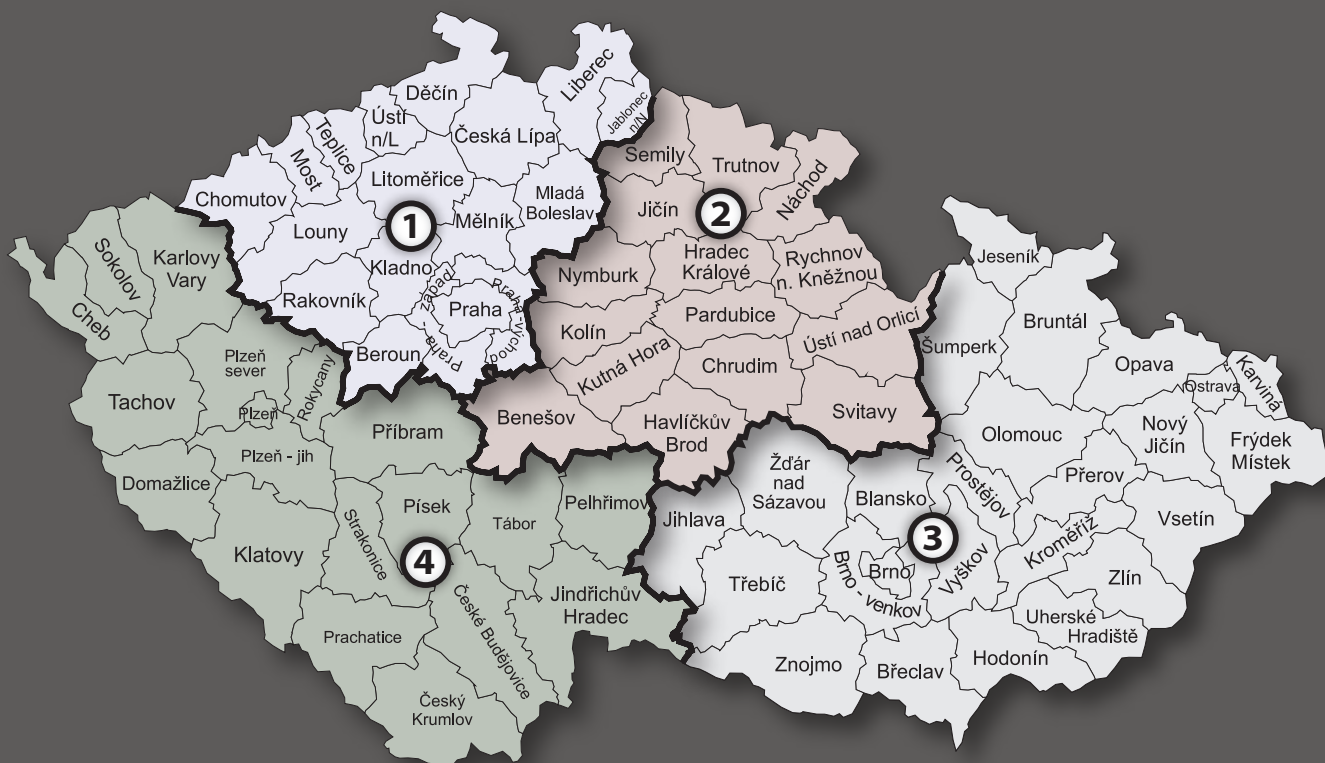 Děčín
Liberec
Jablonec
n/N
Ústí
n/L
Teplice
Most
Česká Lípa
Chomutov
Litoměřice
Mladá
Boleslav
1
Mělník
Louny
Kladno
Rakovník
Praha - západ
Praha
Praha - východ
Beroun
Semily
Trutnov
Náchod
Jičín
2
Hradec
Králové
Nymburk
Rychnov
n. Kněžnou
Kolín
Pardubice
Ústí nad Orlicí
Kutná Hora
Chrudim
Benešov
Havlíčkův
Brod
Svitavy
Jeseník
Bruntál
Šumperk
Opava
Karviná
Ostrava
Olomouc
Nový
Jičín
Frýdek
Místek
Přerov
Prostějov
Žďár
nad
Sázavou
Blansko
Jihlava
3
Vsetín
Kroměříž
Vyškov
Brno
Brno - venkov
Třebíč
Zlín
Uherské
Hradiště
Znojmo
Břeclav
Hodonín
Karlovy
Vary
Sokolov
Cheb
Plzeň
sever
Rokycany
Tachov
Plzeň
Příbram
Plzeň - jih
Domažlice
Písek
Pelhřimov
Tábor
Strakonice
Klatovy
4
České Budějovice
Jindřichův
Hradec
Prachatice
Český
Krumlov